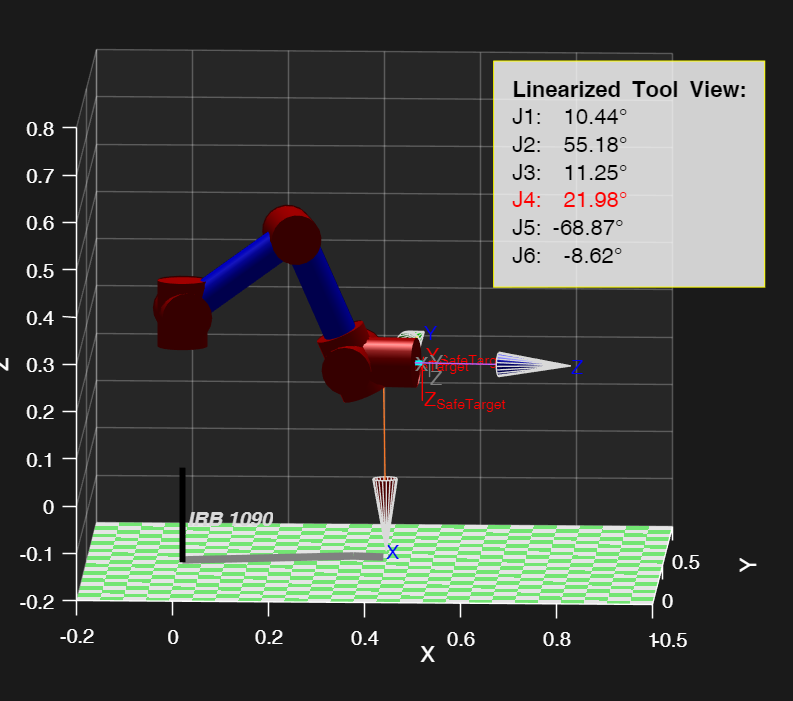 Linearized Tool View:
J1: 10.44°
J2: 55.18°
J3: 11.25°
J4: 21.98°
J5: -68.87°
J6: -8.62°
0.8
0.7
0.6
0.5
0.4
0.3
0.2
0.1
0
-0.1
-0.2
Z
Y
Z
X Y
Z
X SafeTarget
Target
Z SafeTarget
IRB 1090
X
-0.2
0
0.2
0.4
0.6
0.8
1
-0.5
0
0.5
X
Y